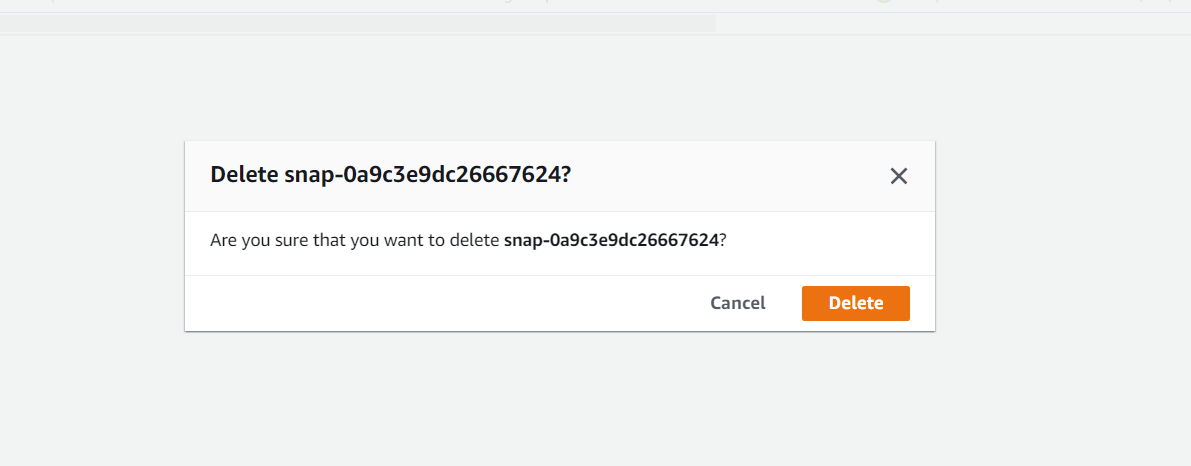 Delete snap-0a9c3e9dc26667624?
Are you sure that you want to delete snap-0a9c3e9dc26667624?
Cancel
Delete